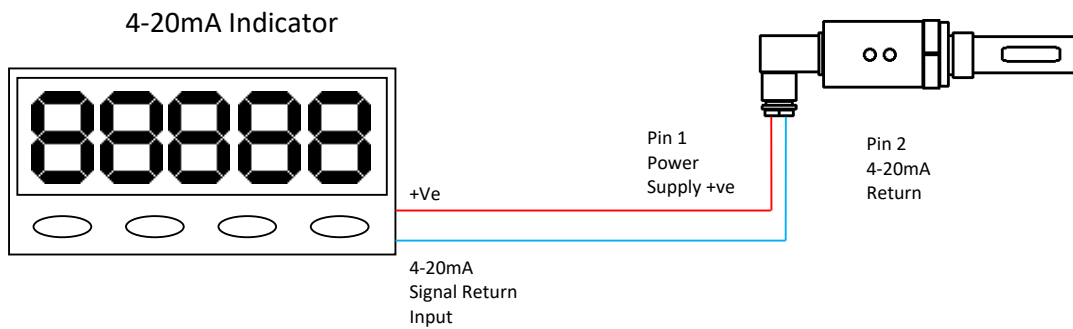 4-20mA Indicator
88888
+Ve
4-20mA
Signal Return
Input
Pin 1
Power
Supply +ve
Pin 2
4-20mA
Return